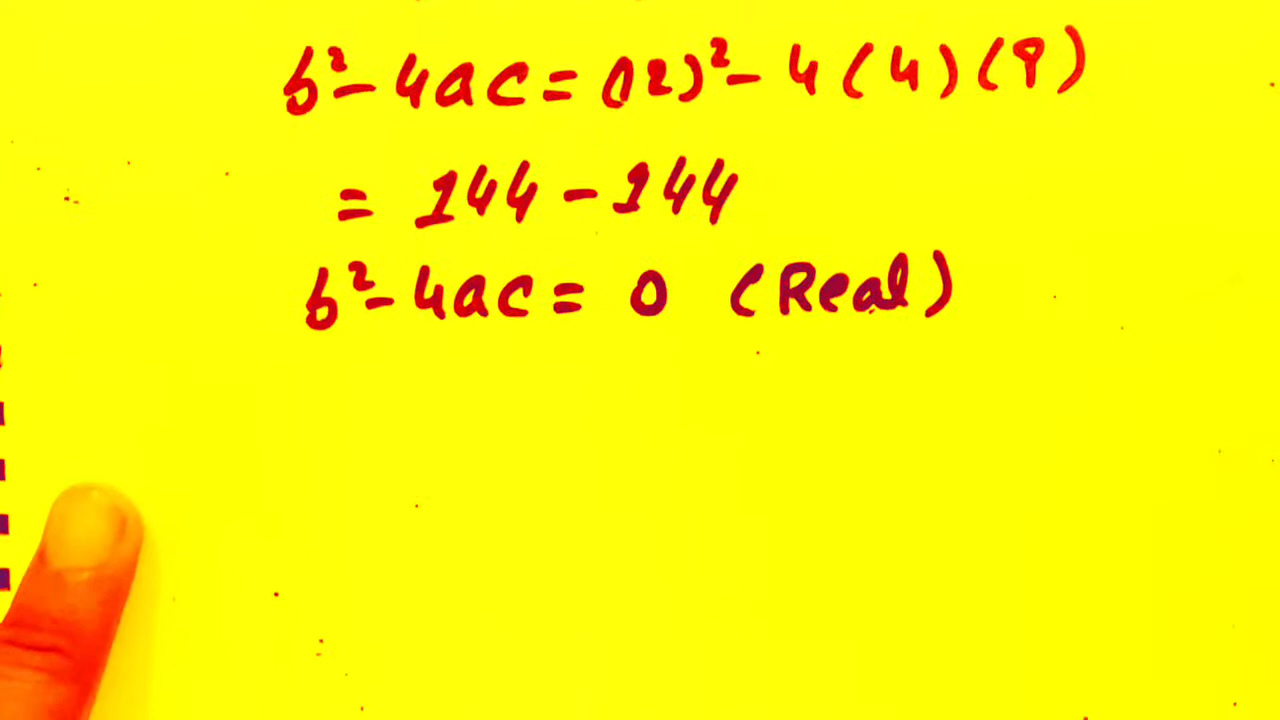 b²-4ac = (12)² - 4(4)(9)
= 144 - 144
b²-4ac = 0 (Real)